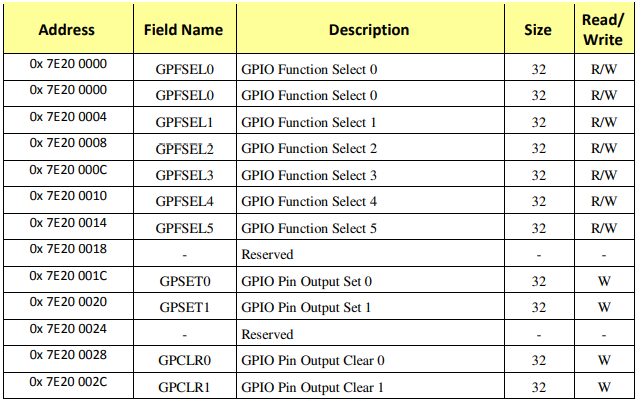 Address Field Name Description Size Read/
Write
0x 7E20 0000 GPFSEL0 GPIO Function Select 0 32 R/W
0x 7E20 0000 GPFSEL0 GPIO Function Select 0 32 R/W
0x 7E20 0004 GPFSEL1 GPIO Function Select 1 32 R/W
0x 7E20 0008 GPFSEL2 GPIO Function Select 2 32 R/W
0x 7E20 000C GPFSEL3 GPIO Function Select 3 32 R/W
0x 7E20 0010 GPFSEL4 GPIO Function Select 4 32 R/W
0x 7E20 0014 GPFSEL5 GPIO Function Select 5 32 R/W
0x 7E20 0018 - Reserved - -
0x 7E20 001C GPSET0 GPIO Pin Output Set 0 32 W
0x 7E20 0020 GPSET1 GPIO Pin Output Set 1 32 W
0x 7E20 0024 - Reserved - -
0x 7E20 0028 GPCLR0 GPIO Pin Output Clear 0 32 W
0x 7E20 002C GPCLR1 GPIO Pin Output Clear 1 32 W